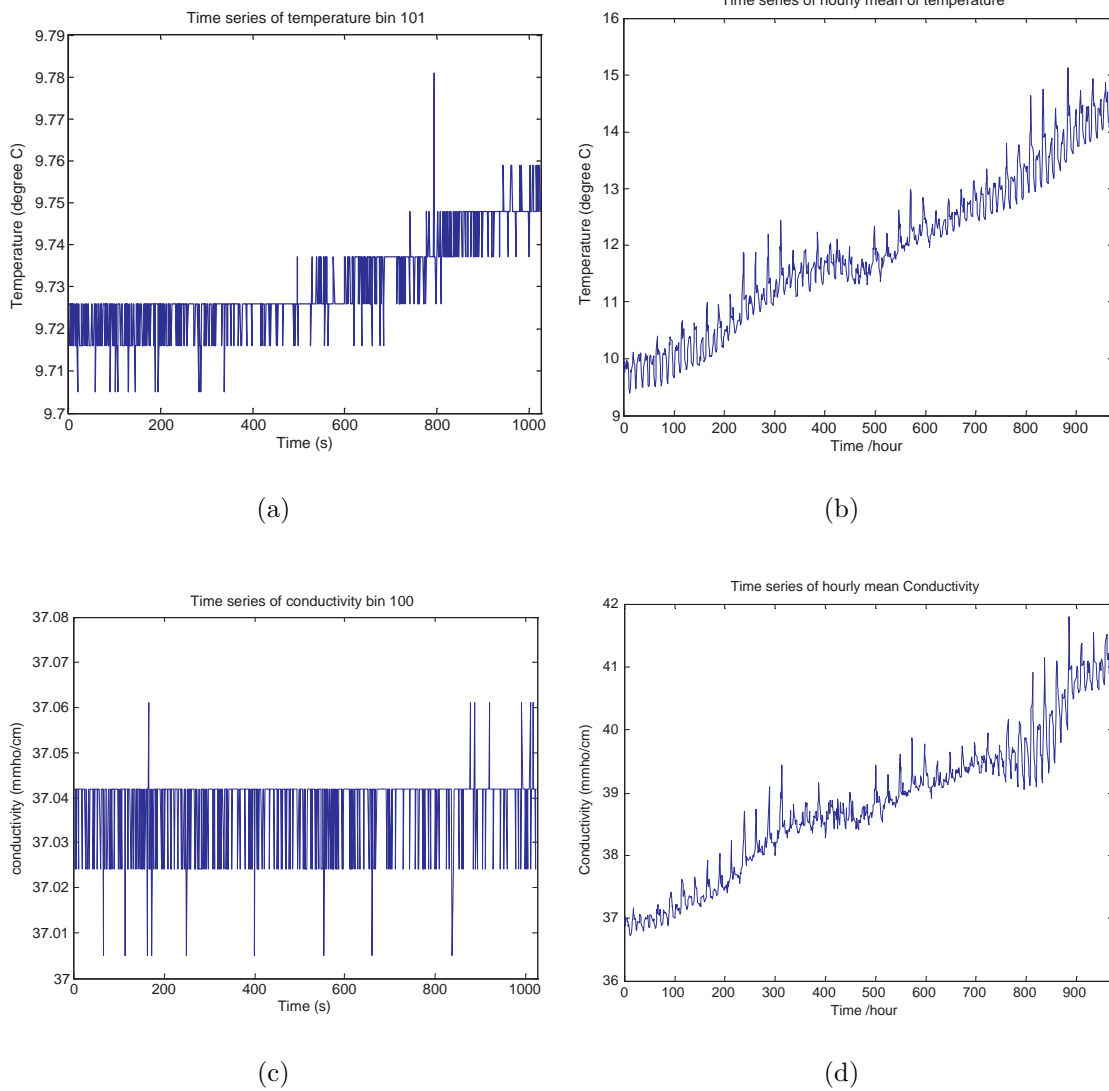 Time series of temperature bin 101
9.79
9.78
9.77
9.76
9.75
9.74
9.73
9.72
9.71
9.7
Temperature (degree C)
0 200 400 600 800 1000
Time (s)
(a)
Time series of hourly mean of temperature
16
15
14
13
12
11
10
9
Temperature (degree C)
0 100 200 300 400 500 600 700 800 900
Time /hour
(b)
Time series of conductivity bin 100
37.08
37.07
37.06
37.05
37.04
37.03
37.02
37.01
37
conductivity (mmho/cm)
0 200 400 600 800 1000
Time (s)
(c)
Time series of hourly mean Conductivity
42
41
40
39
38
37
36
Conductivity (mmho/cm)
0 100 200 300 400 500 600 700 800 900
Time /hour
(d)